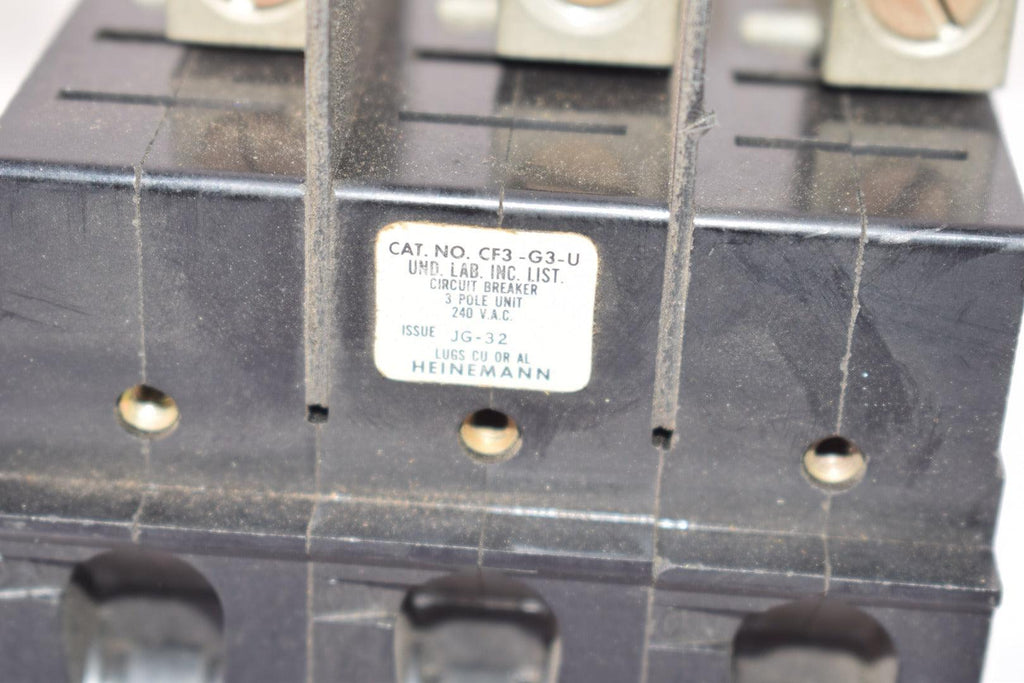 CAT. NO. CF3-G3-U
UND. LAB. INC. LIST.
CIRCUIT BREAKER
3 POLE UNIT
240 V.A.C.
ISSUE JG-32
LUGS CU OR AL
HEINEMANN